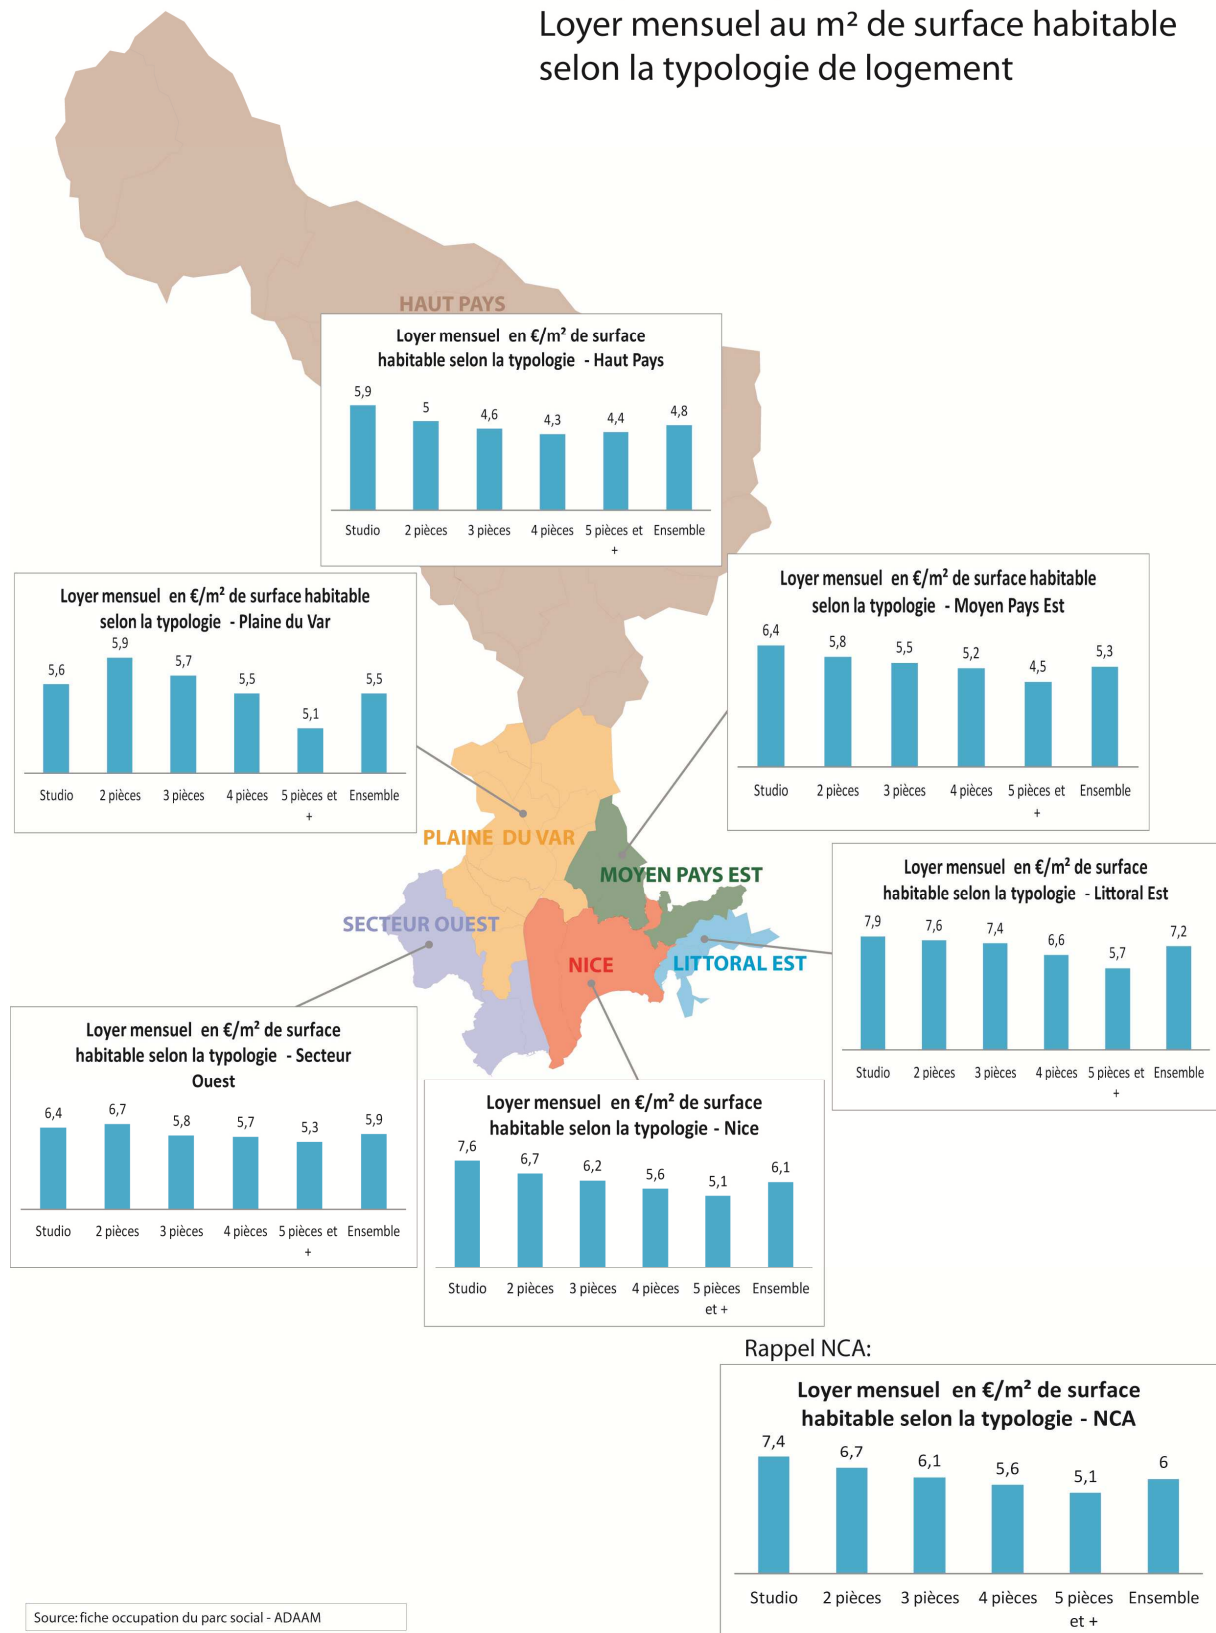 Loyer mensuel au m² de surface habitable
selon la typologie de logement
HAUT PAYS
Loyer mensuel en €/m² de surface
habitable selon la typologie - Haut Pays
5,9
5
4,6
4,3
4,4
4,8
Studio 2 pièces 3 pièces 4 pièces 5 pièces et Ensemble
+
Loyer mensuel en €/m² de surface habitable
selon la typologie - Plaine du Var
5,6
5,9
5,7
5,5
5,1
5,5
Studio 2 pièces 3 pièces 4 pièces 5 pièces et Ensemble
+
Loyer mensuel en €/m² de surface habitable
selon la typologie - Moyen Pays Est
6,4
5,8
5,5
5,2
4,5
5,3
Studio 2 pièces 3 pièces 4 pièces 5 pièces et Ensemble
+
PLAINE DU VAR
MOYEN PAYS EST
SECTEUR OUEST
NICE
LITTORAL EST
Loyer mensuel en €/m² de surface
habitable selon la typologie - Littoral Est
7,9
7,6
7,4
6,6
5,7
7,2
Studio 2 pièces 3 pièces 4 pièces 5 pièces et Ensemble
+
Loyer mensuel en €/m² de surface
habitable selon la typologie - Secteur
Ouest
6,4
6,7
5,8
5,7
5,3
5,9
Studio 2 pièces 3 pièces 4 pièces 5 pièces et Ensemble
+
Loyer mensuel en €/m² de surface
habitable selon la typologie - Nice
7,6
6,7
6,2
5,6
5,1
6,1
Studio 2 pièces 3 pièces 4 pièces 5 pièces Ensemble
et +
Rappel NCA:
Loyer mensuel en €/m² de surface
habitable selon la typologie - NCA
7,4
6,7
6,1
5,6
5,1
6
Studio 2 pièces 3 pièces 4 pièces 5 pièces Ensemble
et +
Source: fiche occupation du parc social - ADAAM